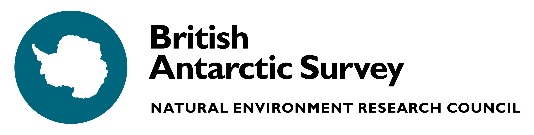 British
Antarctic Survey
NATURAL ENVIRONMENT RESEARCH COUNCIL